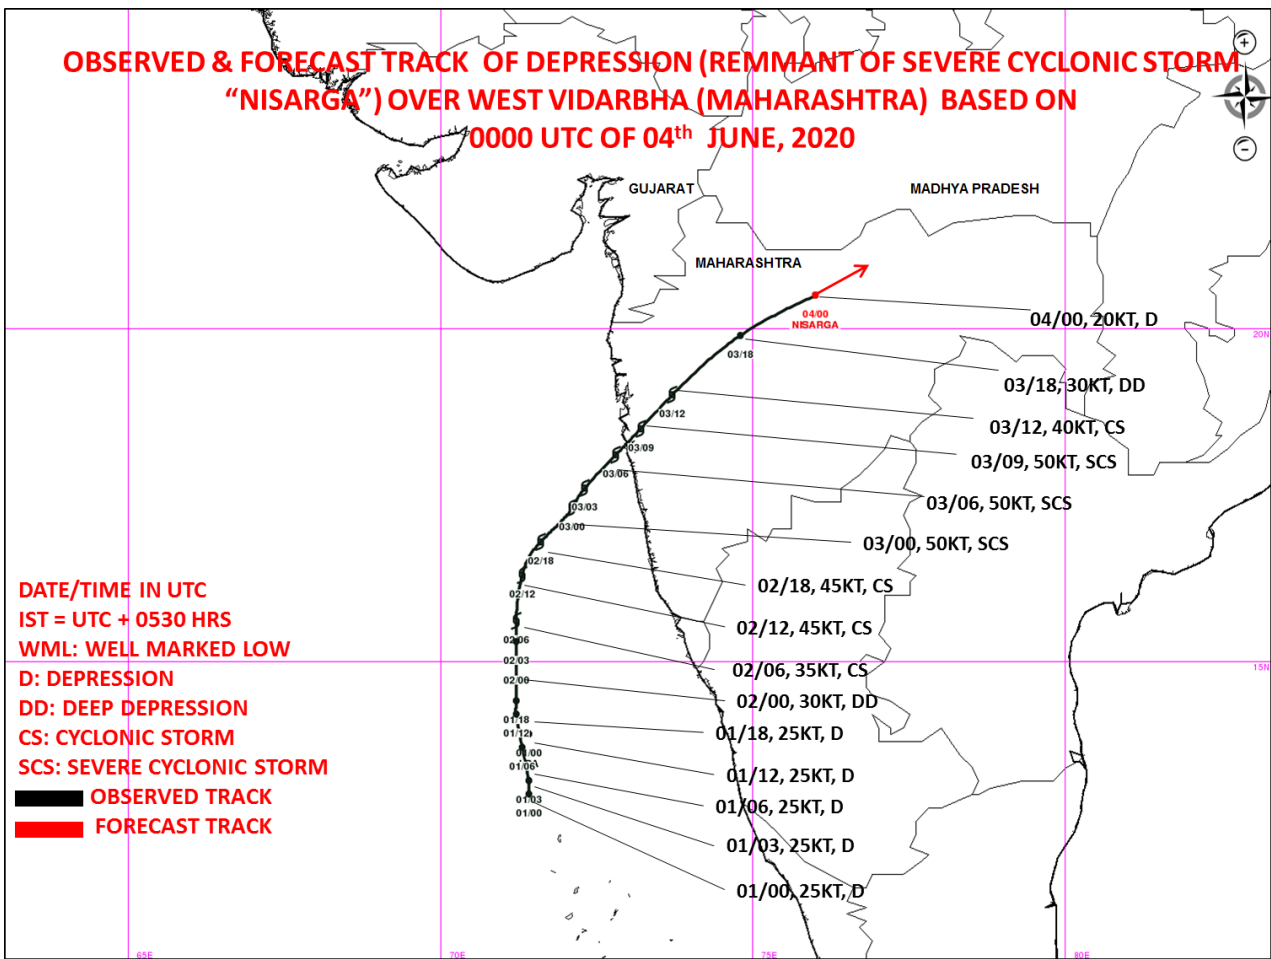 OBSERVED & FORECAST TRACK OF DEPRESSION (REMMANT OF SEVERE CYCLONIC STORM
“NISARGA”) OVER WEST VIDARBHA (MAHARASHTRA) BASED ON
0000 UTC OF 04th JUNE, 2020
+
−
GUJARAT
MADHYA PRADESH
MAHARASHTRA
04/00
NISARGA
04/00, 20KT, D
20N
03/18
03/18, 30KT, DD
03/12
03/12, 40KT, CS
03/09
03/09, 50KT, SCS
03/06
03/06, 50KT, SCS
03/03
03/00
03/00, 50KT, SCS
02/18
02/18, 45KT, CS
02/12
02/12, 45KT, CS
02/06
02/03
15N
02/06, 35KT, CS
02/00
02/00, 30KT, DD
01/18
01/18, 25KT, D
01/12
01/00
01/06
01/12, 25KT, D
01/03
01/06, 25KT, D
01/00
01/03, 25KT, D
01/00, 25KT, D
DATE/TIME IN UTC
IST = UTC + 0530 HRS
WML: WELL MARKED LOW
D: DEPRESSION
DD: DEEP DEPRESSION
CS: CYCLONIC STORM
SCS: SEVERE CYCLONIC STORM
OBSERVED TRACK
FORECAST TRACK
65E
70E
75E
80E